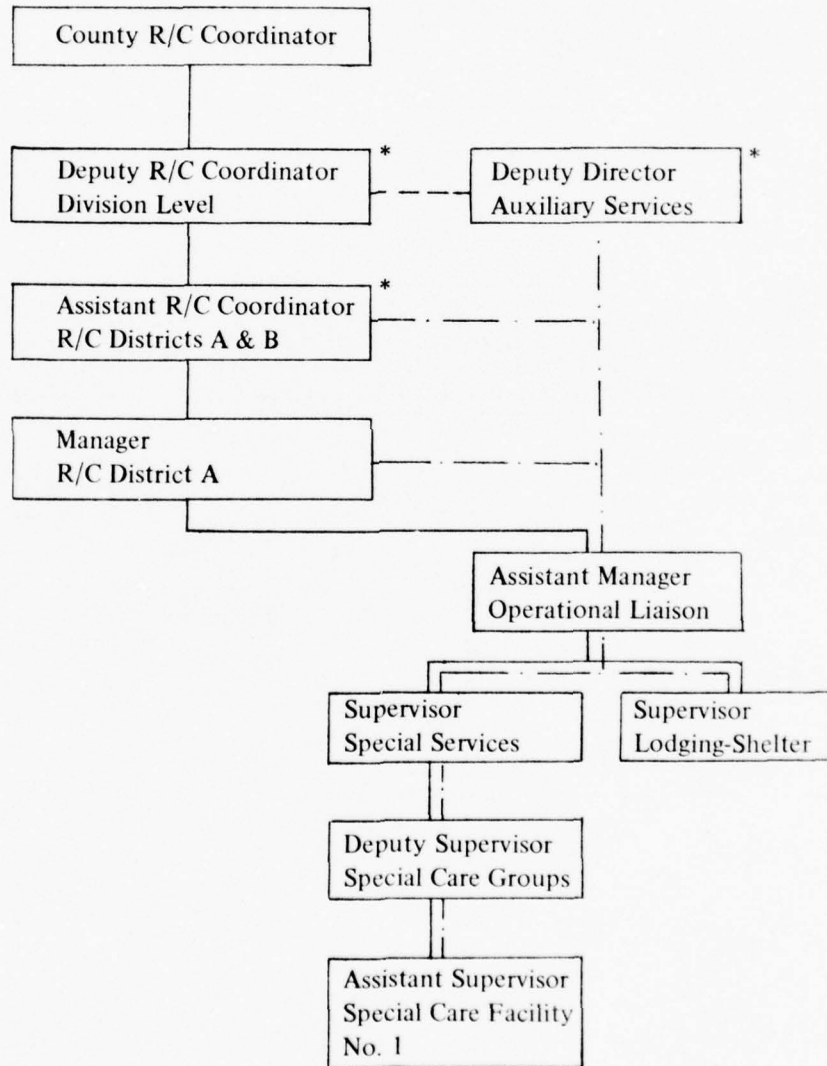 County R/C Coordinator
*
Deputy R/C Coordinator
Division Level
*
Deputy Director
Auxiliary Services
*
Assistant R/C Coordinator
R/C Districts A & B
Manager
R/C District A
Assistant Manager
Operational Liaison
Supervisor
Special Services
Supervisor
Lodging-Shelter
Deputy Supervisor
Special Care Groups
Assistant Supervisor
Special Care Facility
No. 1